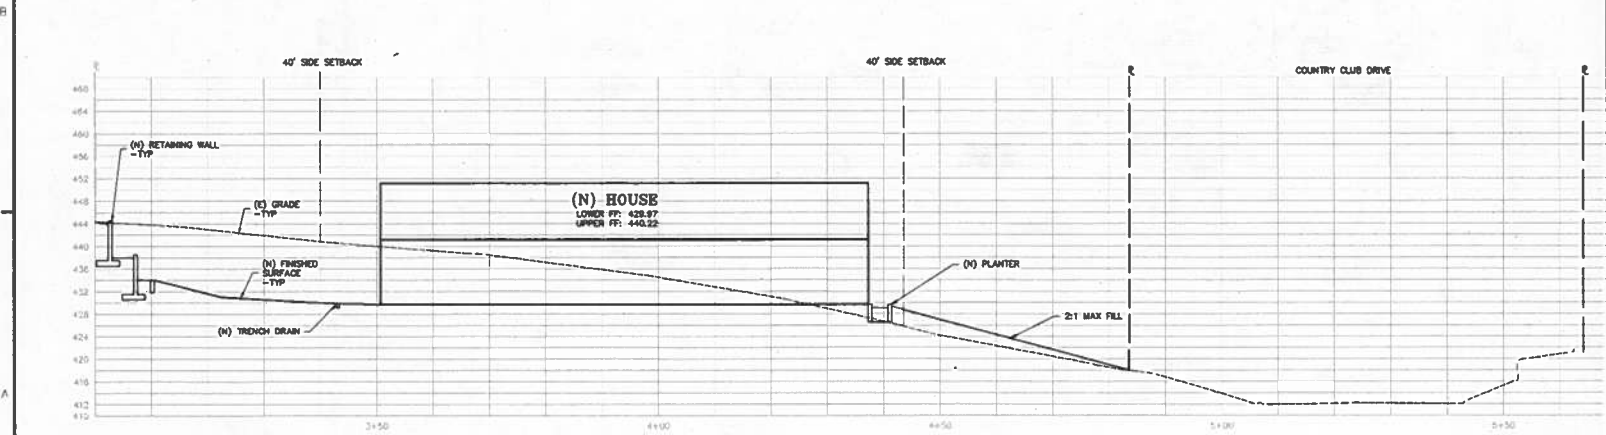 B
40' SIDE SETBACK
40' SIDE SETBACK
COUNTRY CLUB DRIVE
(N) RETAINING WALL
-TYP
(E) GRADE
-TYP
(N) HOUSE
LOWER FF: 429.97
UPPER FF: 440.22
(N) FINISHED
SURFACE
-TYP
(N) PLANTER
(N) TRENCH DRAIN
2:1 MAX FILL
464
460
456
452
448
444
440
436
430
428
424
420
416
412
410
A
3+50
4+00
4+50
5+00
5+50